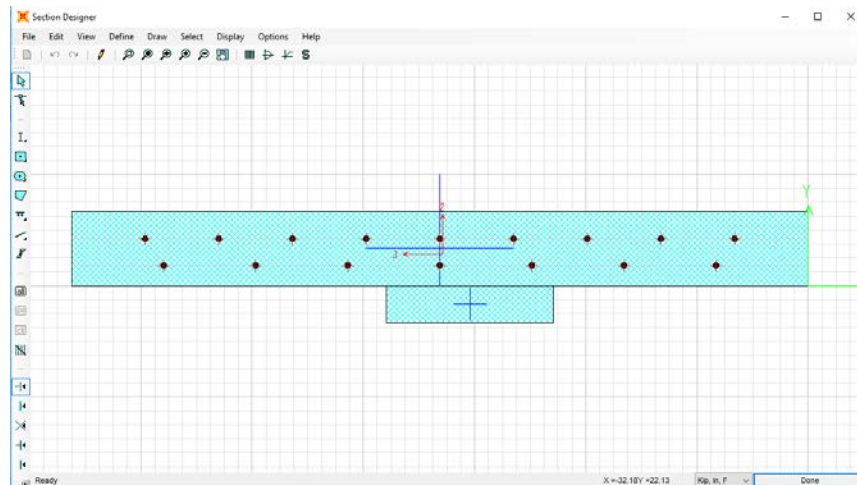 Section Designer
File Edit View Define Draw Select Display Options Help
Y
2
3
Ready
X =-32.18Y =22.13
Kip, in, F
Done